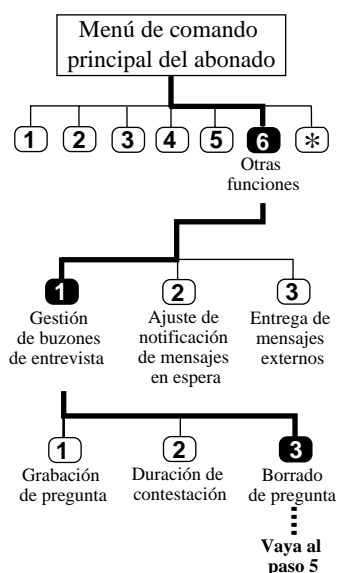 Menú de comando
principal del abonado
1 2 3 4 5 6 *
Otras
funciones
1 2 3
Gestión
de buzones
de entrevista
Ajuste de
notificación
de mensajes
en espera
Entrega de
mensajes
externos
1 2 3
Grabación
de pregunta
Duración de
contestación
Borrado
de pregunta
Vaya al
paso 5